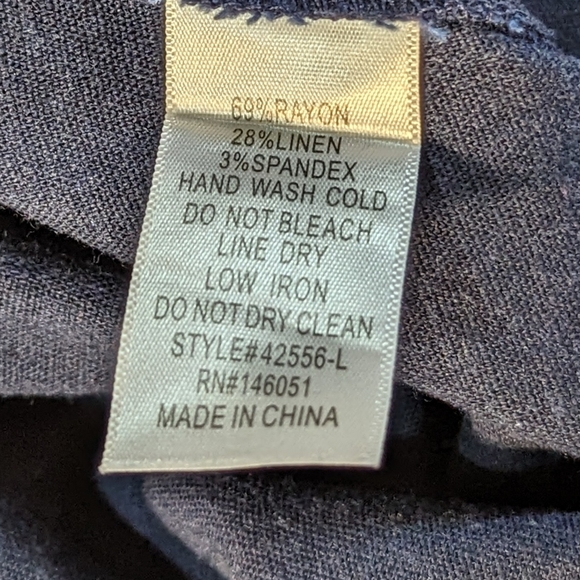 69%RAYON
28%LINEN
3%SPANDEX
HAND WASH COLD
DO NOT BLEACH
LINE DRY
LOW IRON
DO NOT DRY CLEAN
STYLE#42556-L
RN#146051
MADE IN CHINA